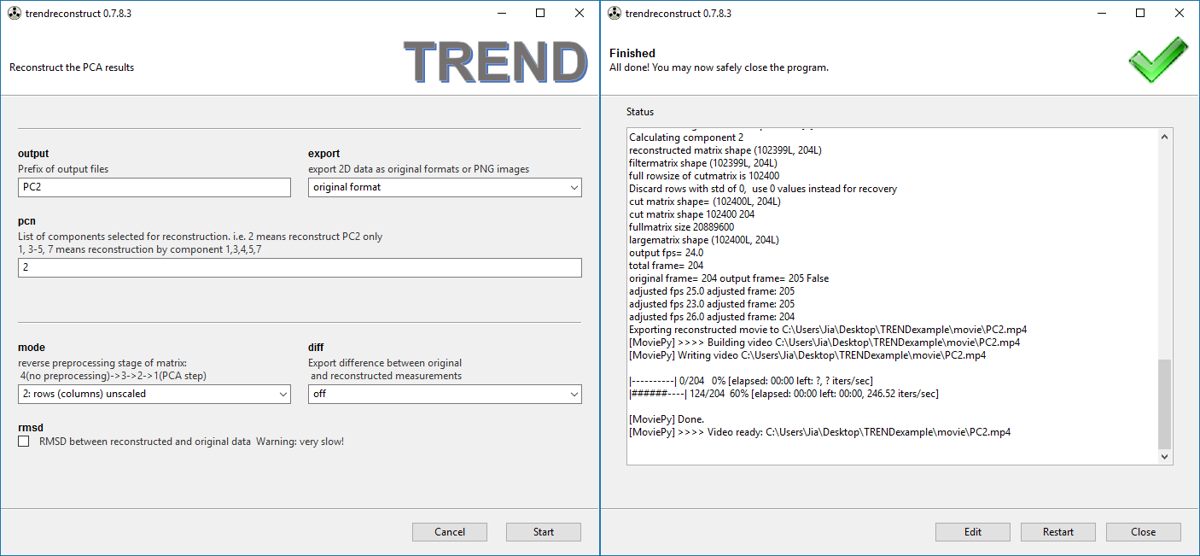 trendreconstruct 0.7.8.3
Reconstruct the PCA results
TREND
output
Prefix of output files
PC2
export
export 2D data as original formats or PNG images
original format
pcn
List of components selected for reconstruction. i.e. 2 means reconstruct PC2 only
1, 3-5, 7 means reconstruction by component 1,3,4,5,7
2
mode
reverse preprocessing stage of matrix:
4(no preprocessing)->3->2->1(PCA step)
2: rows (columns) unscaled
diff
Export difference between original
and reconstructed measurements
off
rmsd
RMSD between reconstructed and original data  Warning: very slow!
Cancel
Start
trendreconstruct 0.7.8.3
Finished
All done! You may now safely close the program.
Status
Calculating component 2
reconstructed matrix shape (102399L, 204L)
filtermatrix shape (102399L, 204L)
full rowsize of cutmatrix is 102400
Discard rows with std of 0,  use 0 values instead for recovery
cut matrix shape= (102400L, 204L)
cut matrix shape 102400 204
fullmatrix size 20889600
largematrix shape (102400L, 204L)
output fps= 24.0
total frame= 204
original frame= 204 output frame= 205 False
adjusted fps 25.0 adjusted frame: 205
adjusted fps 23.0 adjusted frame: 205
adjusted fps 26.0 adjusted frame: 204
Exporting reconstructed movie to C:\Users\Jia\Desktop\TRENDexample\movie\PC2.mp4
[MoviePy] >>>> Building video C:\Users\Jia\Desktop\TRENDexample\movie\PC2.mp4
[MoviePy] Writing video C:\Users\Jia\Desktop\TRENDexample\movie\PC2.mp4
|----------| 0/204   0% [elapsed: 00:00 left: ?, ? iters/sec]
|######----| 124/204  60% [elapsed: 00:00 left: 00:00, 246.52 iters/sec]
[MoviePy] Done.
[MoviePy] >>>> Video ready: C:\Users\Jia\Desktop\TRENDexample\movie\PC2.mp4
Edit
Restart
Close